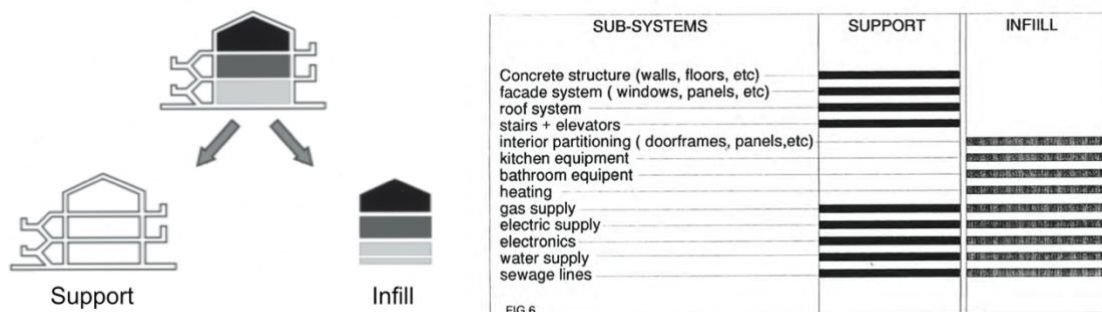 Support
Infill
SUB-SYSTEMS SUPPORT INFIILL
Concrete structure (walls, floors, etc)
facade system ( windows, panels, etc)
roof system
stairs + elevators
interior partitioning ( doorframes, panels,etc)
kitchen equipment
bathroom equipent
heating
gas supply
electric supply
electronics
water supply
sewage lines
FIG 6